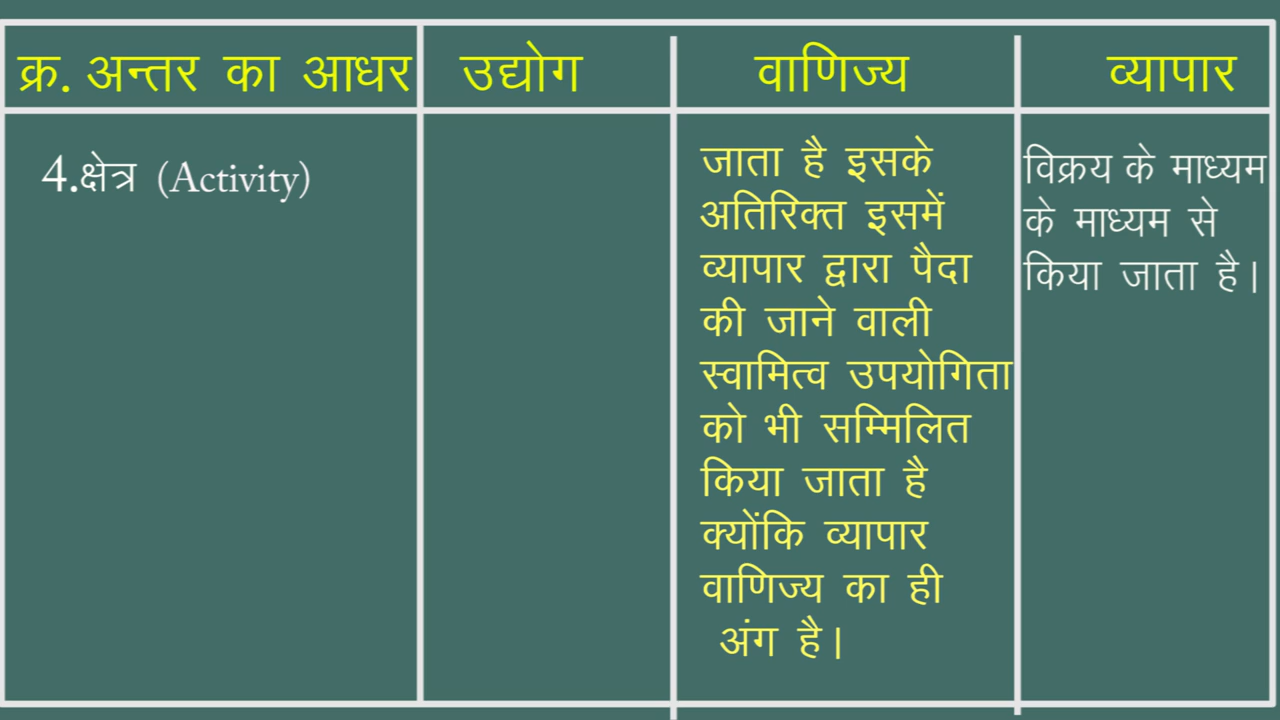 क्र. अन्तर का आधर उद्योग वाणिज्य व्यापार
4.क्षेत्र (Activity)
जाता है इसके
अतिरिक्त इसमें
व्यापार द्वारा पैदा
की जाने वाली
स्वामित्व उपयोगिता
को भी सम्मिलित
किया जाता है
क्योंकि व्यापार
वाणिज्य का ही
अंग है।
विक्रय के माध्यम
के माध्यम से
किया जाता है।